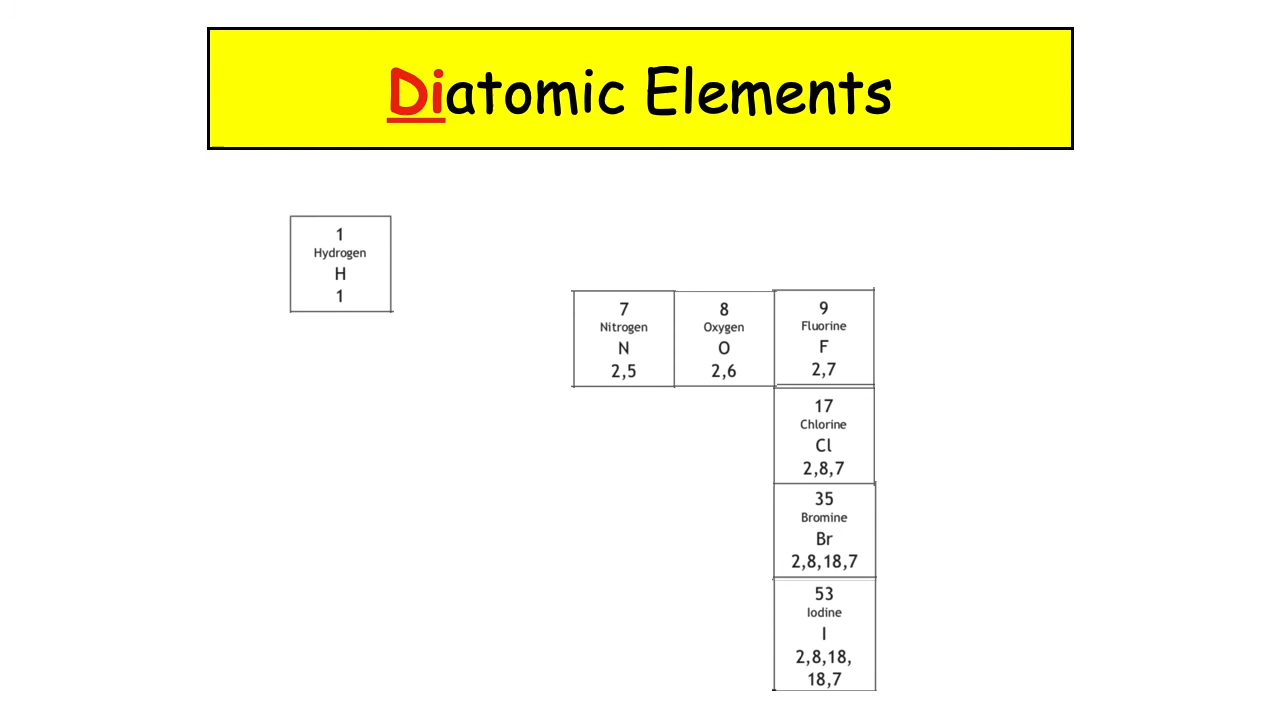 Diatomic Elements
1
Hydrogen
H
1
7
Nitrogen
N
2,5
8
Oxygen
O
2,6
9
Fluorine
F
2,7
17
Chlorine
Cl
2,8,7
35
Bromine
Br
2,8,18,7
53
Iodine
I
2,8,18,
18,7